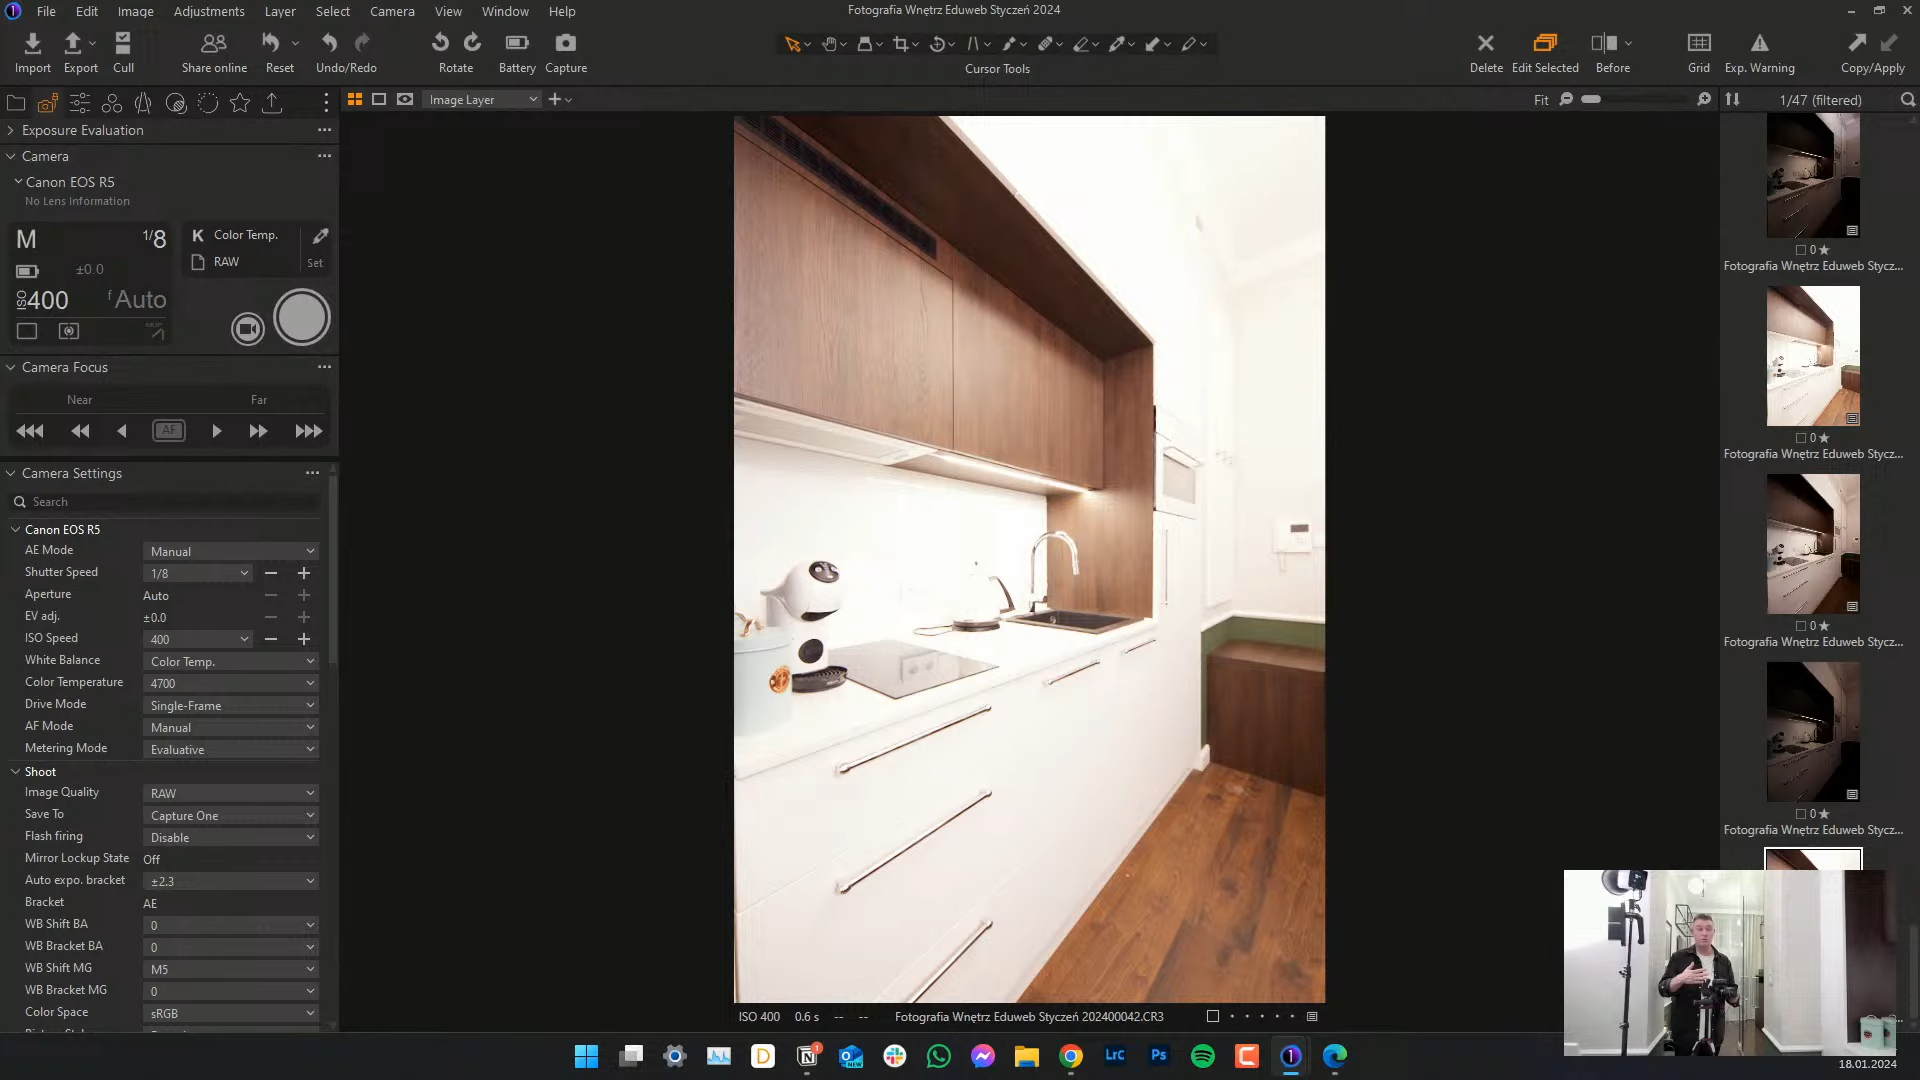 File Edit Image Adjustments Layer Select Camera View Window Help
Fotografia Wnętrz Eduweb Styczeń 2024
Import Export Cull Share online Reset Undo/Redo Rotate Battery Capture
Cursor Tools
Delete Edit Selected Before Grid Exp. Warning Copy/Apply
Image Layer
Fit
1/47 (filtered)
Exposure Evaluation
Camera
Canon EOS R5
No Lens Information
M 1/8
K Color Temp.
±0.0
RAW
Set
ISO 400 f Auto
Camera Focus
Near Far
AF
Camera Settings
Search
Canon EOS R5
AE Mode Manual
Shutter Speed 1/8
Aperture Auto
EV adj. ±0.0
ISO Speed 400
White Balance Color Temp.
Color Temperature 4700
Drive Mode Single-Frame
AF Mode Manual
Metering Mode Evaluative
Shoot
Image Quality RAW
Save To Capture One
Flash firing Disable
Mirror Lockup State Off
Auto expo. bracket ±2.3
Bracket AE
WB Shift BA 0
WB Bracket BA 0
WB Shift MG M5
WB Bracket MG 0
Color Space sRGB
0
Fotografia Wnętrz Eduweb Stycz...
0
Fotografia Wnętrz Eduweb Stycz...
0
Fotografia Wnętrz Eduweb Stycz...
0
Fotografia Wnętrz Eduweb Stycz...
ISO 400 0.6 s -- -- Fotografia Wnętrz Eduweb Styczeń 202400042.CR3
D
N 1
NEW
LrC
Ps
1
18.01.2024